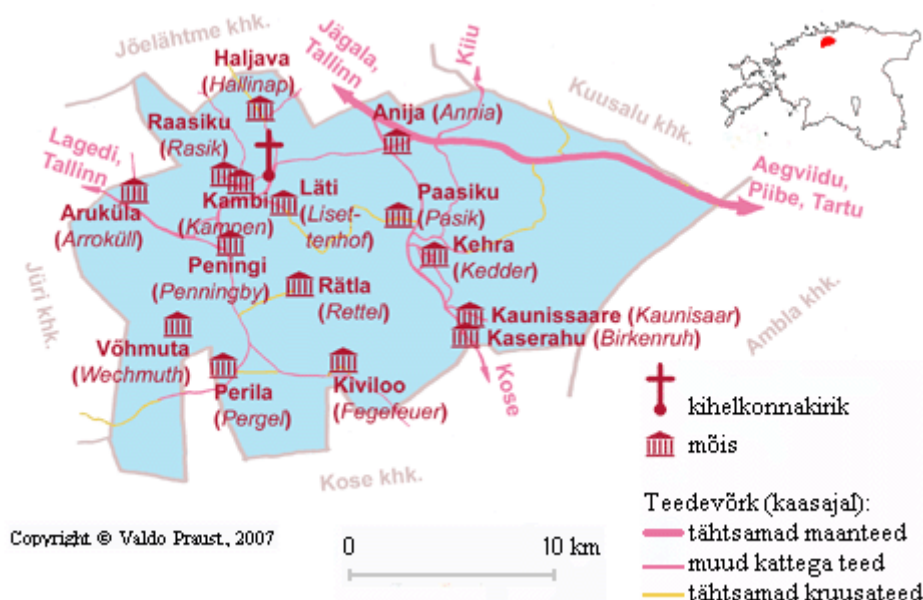 Jõelähtme khk.
Haljava
(Hallinap)
Jägala,
Tallinn
Kiiu
Kuusalu khk.
Raasiku
(Rasik)
Anija (Annia)
Lagedi,
Tallinn
Aegviidu,
Piibe, Tartu
Aruküla
(Arroküll)
Kambi
(Kampen)
Läti
(Liset-
tenhof)
Paasiku
(Pasik)
Peningi
(Penningby)
Kehra
(Kedder)
Jüri khk.
Rätla
(Rettel)
Kaunissaare (Kaunisaar)
Kaserahu (Birkenruh)
Ambla khk.
Võhmuta
(Wechmuth)
Perila
(Pergel)
Kiviloo
(Fegefeuer)
Kose
Kose khk.
kihelkonnakirik
mõis
Teedevõrk (kaasajal):
tähtsamad maanteed
muud kattega teed
tähtsamad kruusateed
Copyright © Valdo Praust, 2007
0 10 km